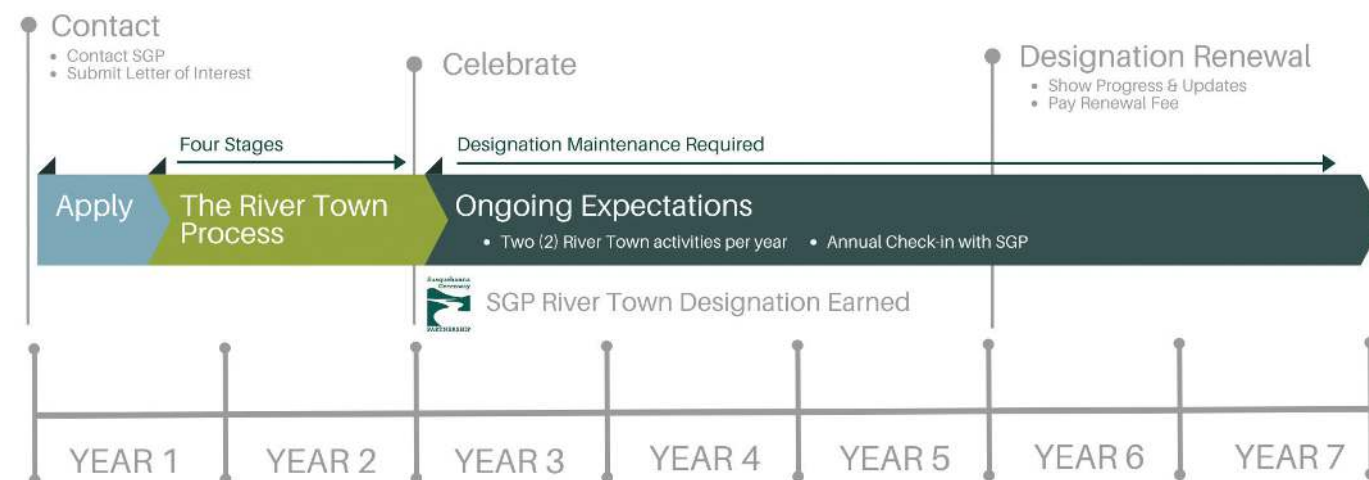 Contact
• Contact SGP
• Submit Letter of Interest
Celebrate
Designation Renewal
• Show Progress & Updates
• Pay Renewal Fee
Four Stages
Designation Maintenance Required
Apply
The River Town
Process
Ongoing Expectations
• Two (2) River Town activities per year • Annual Check-in with SGP
Susquehanna
Greenway
PARTNERSHIP
SGP River Town Designation Earned
YEAR 1
YEAR 2
YEAR 3
YEAR 4
YEAR 5
YEAR 6
YEAR 7